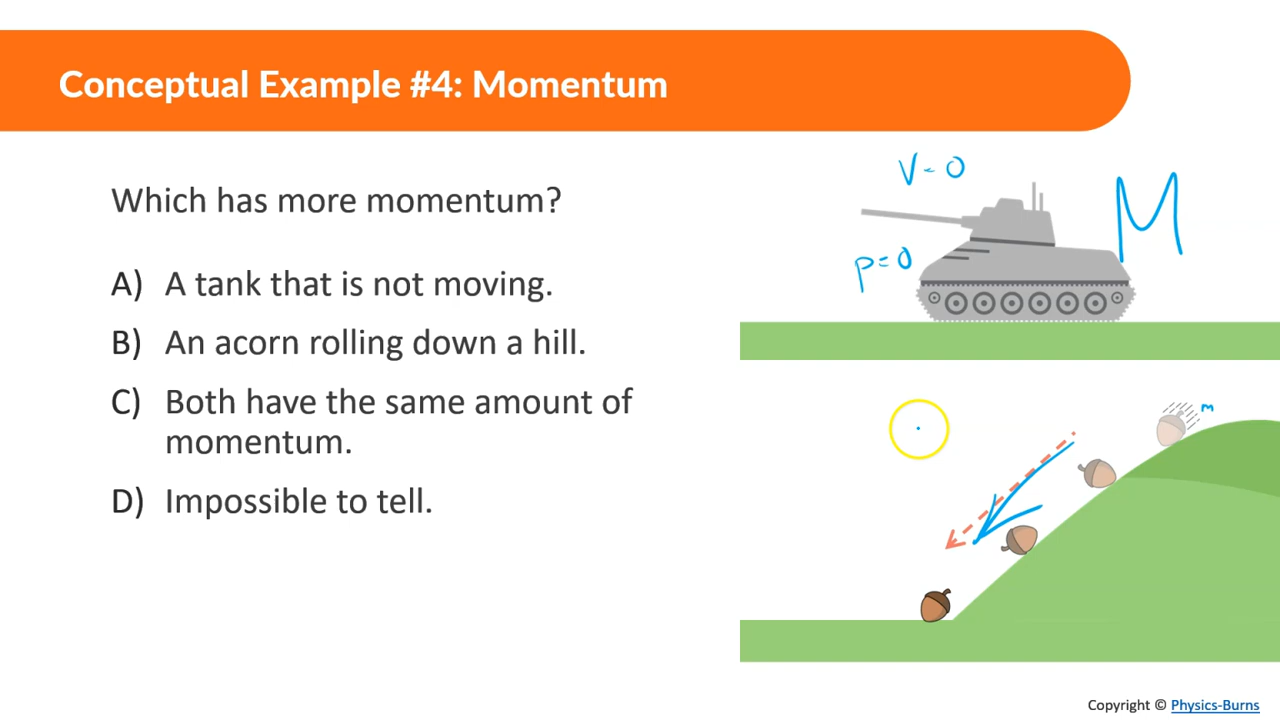 Conceptual Example #4: Momentum
Which has more momentum?
A) A tank that is not moving.
B) An acorn rolling down a hill.
C) Both have the same amount of
momentum.
D) Impossible to tell.
V = 0
M
p = 0
m
Copyright © Physics-Burns